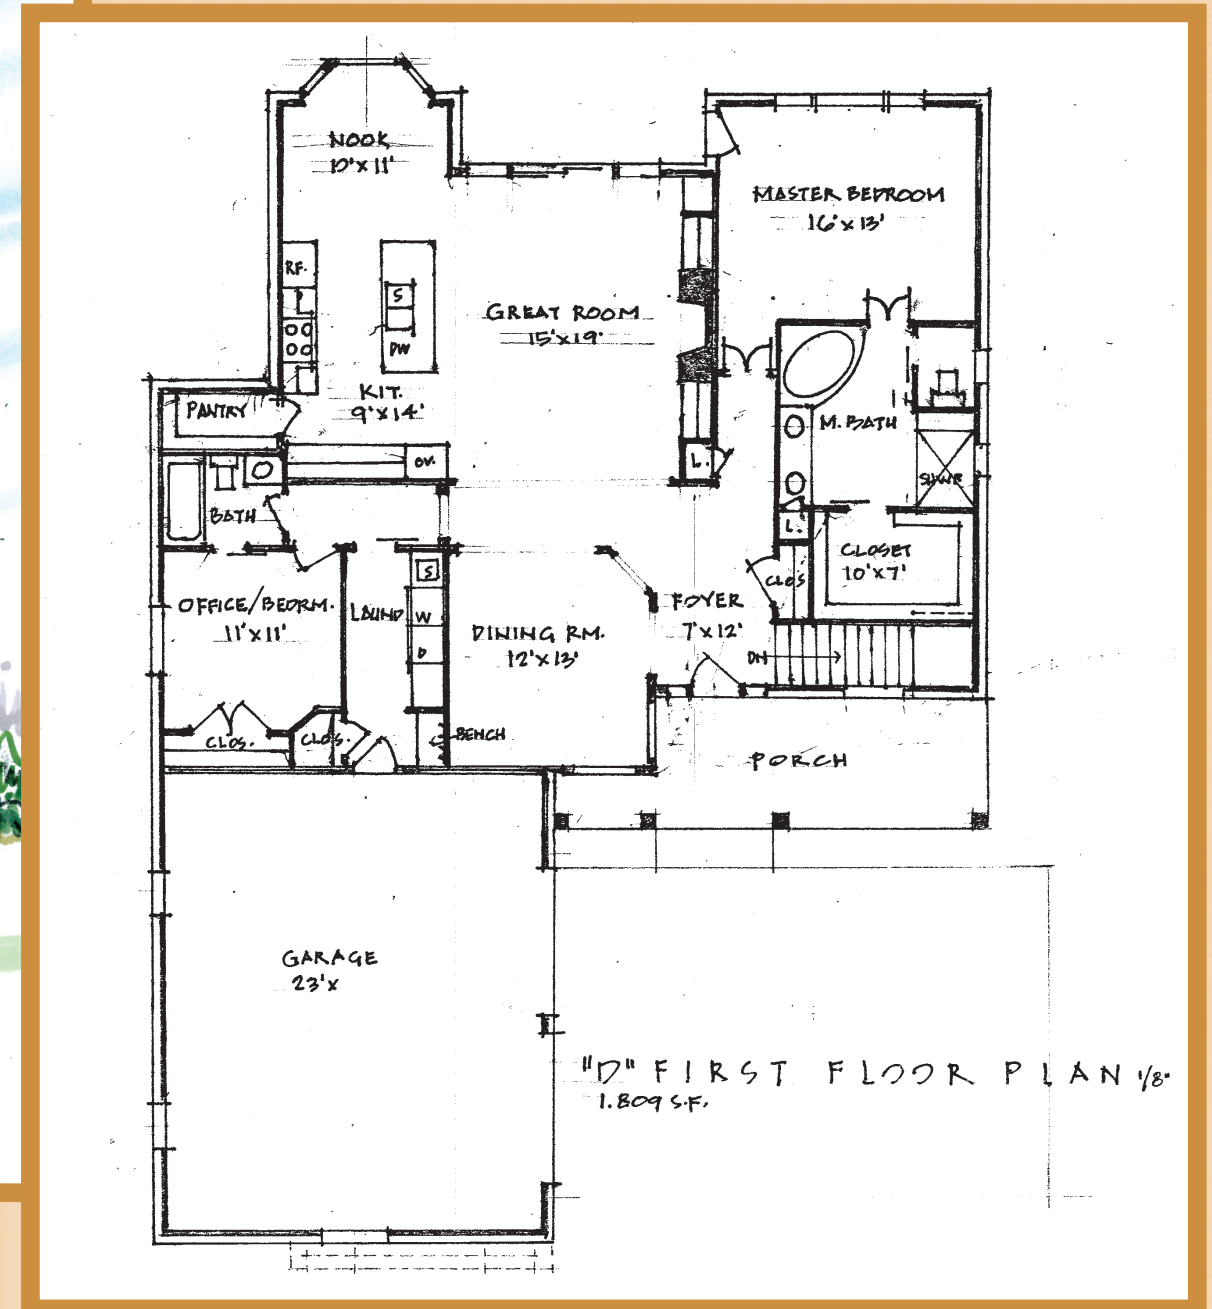 NOOK
10'x11'
MASTER BEDROOM
16'x13'
RF.
S
DW
GREAT ROOM
15'x19'
KIT.
9'x14'
PANTRY
OV.
L.
M. BATH
SHWR
BATH
L.
CLOSET
10'x7'
CLOS
OFFICE/BEDRM.
11'x11'
LAUND
S
W
D
DINING RM.
12'x13'
FOYER
7'x12'
DN
CLOS.
CLOS.
BENCH
PORCH
GARAGE
23'x
"D" FIRST FLOOR PLAN 1/8"
1.809 S.F.